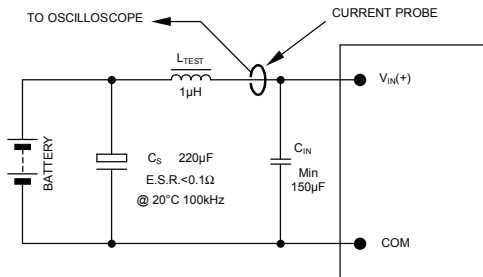 TO OSCILLOSCOPE
CURRENT PROBE
LTEST
1µH
VIN(+)
BATTERY
CS 220µF
E.S.R.<0.1Ω
@ 20°C 100kHz
CIN
Min
150µF
COM